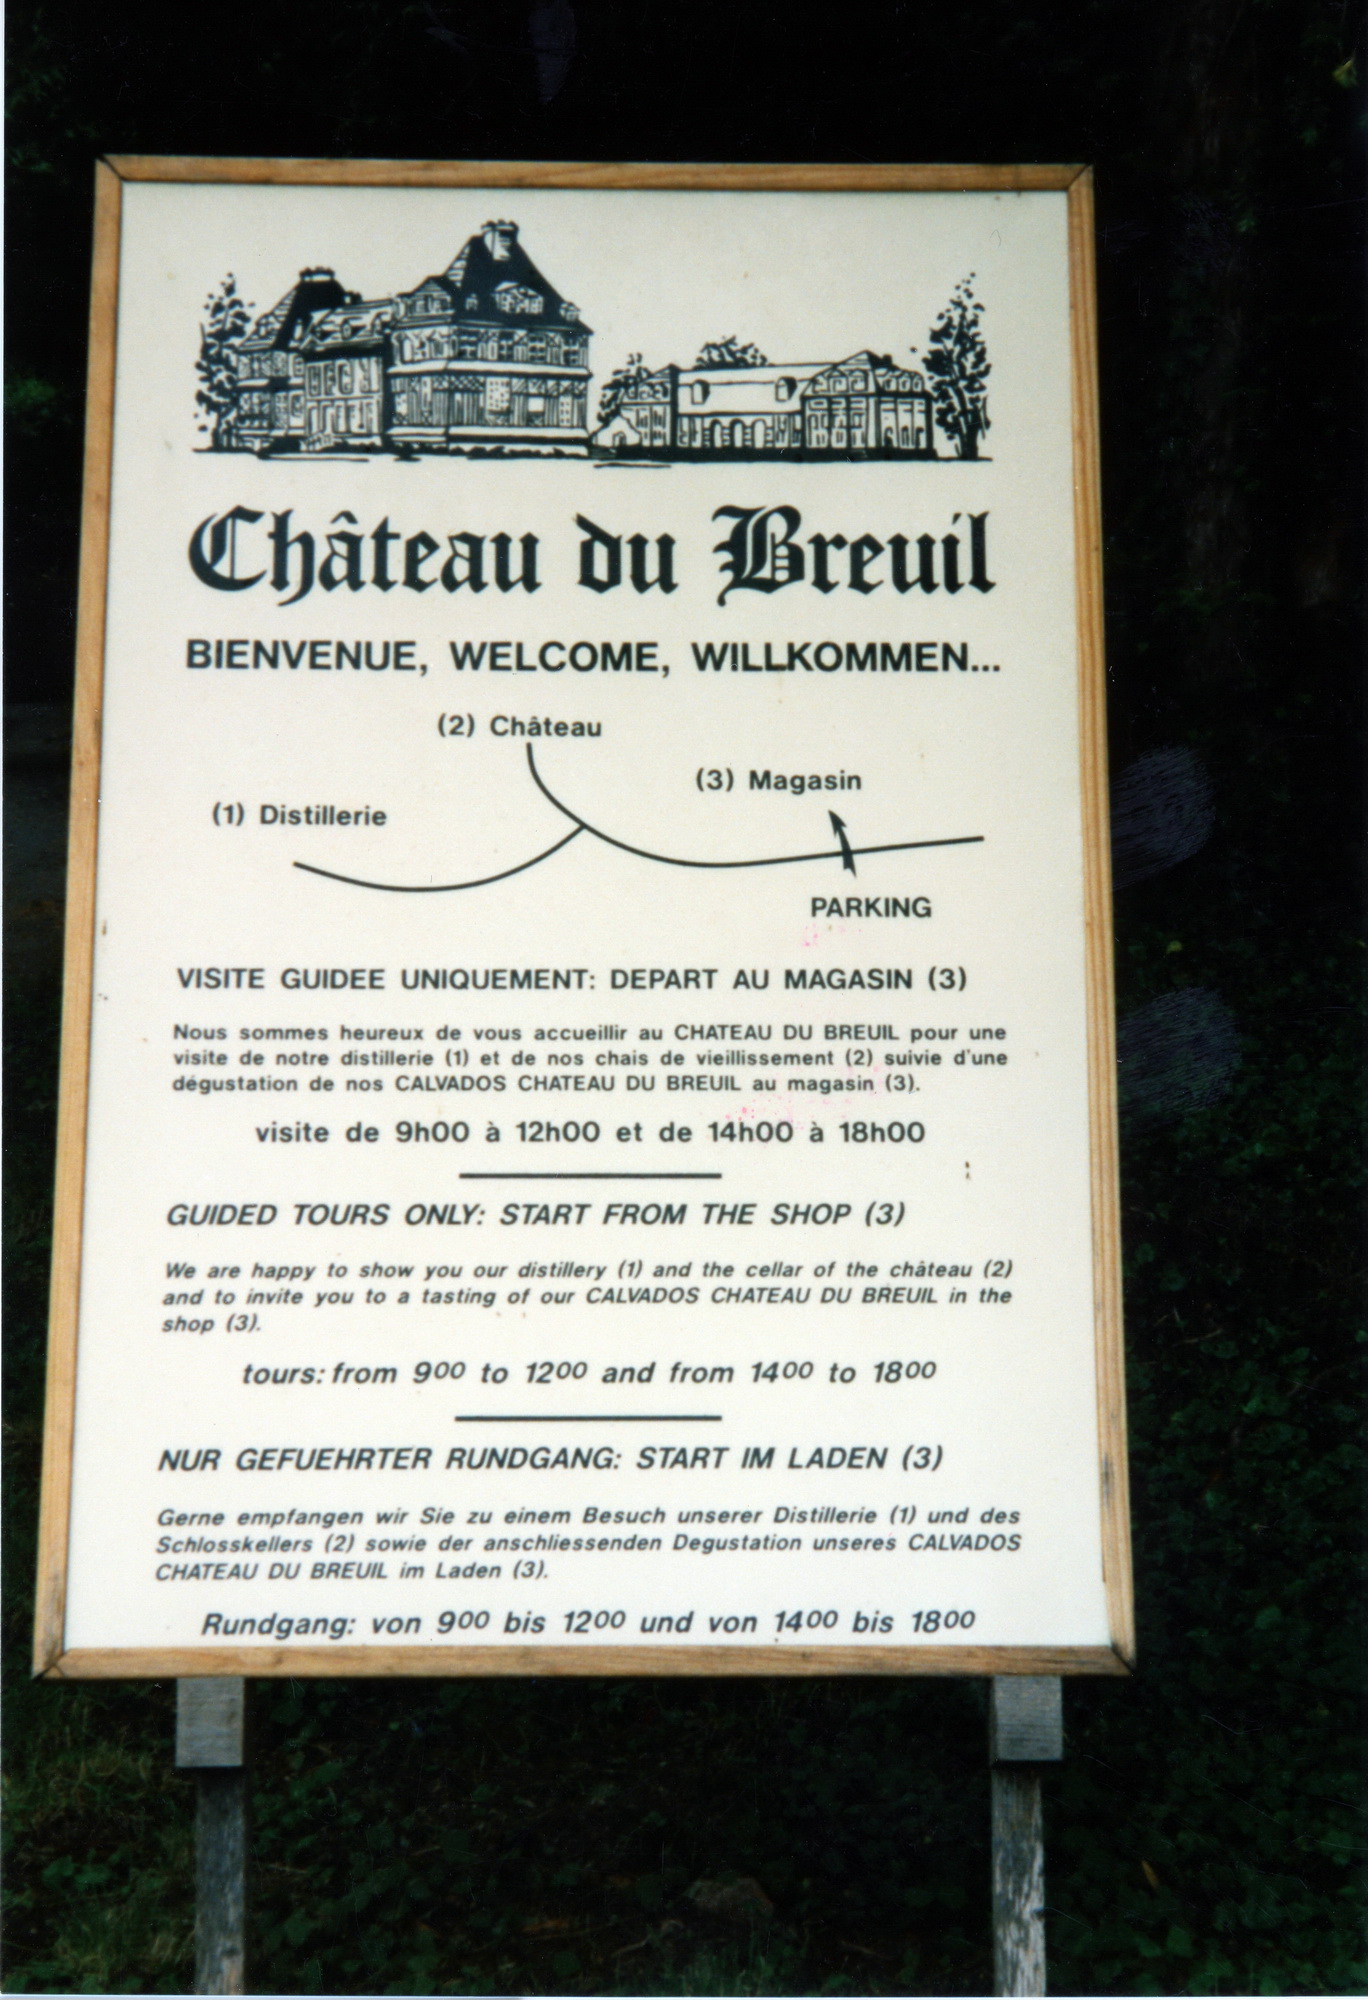 Château du Breuil
BIENVENUE, WELCOME, WILLKOMMEN...
(2) Château
(3) Magasin
(1) Distillerie
PARKING
VISITE GUIDEE UNIQUEMENT: DEPART AU MAGASIN (3)
Nous sommes heureux de vous accueillir au CHATEAU DU BREUIL pour une
visite de notre distillerie (1) et de nos chais de vieillissement (2) suivie d'une
dégustation de nos CALVADOS CHATEAU DU BREUIL au magasin (3).
visite de 9h00 à 12h00 et de 14h00 à 18h00
GUIDED TOURS ONLY: START FROM THE SHOP (3)
We are happy to show you our distillery (1) and the cellar of the château (2)
and to invite you to a tasting of our CALVADOS CHATEAU DU BREUIL in the
shop (3).
tours: from 9⁰⁰ to 12⁰⁰ and from 14⁰⁰ to 18⁰⁰
NUR GEFUEHRTER RUNDGANG: START IM LADEN (3)
Gerne empfangen wir Sie zu einem Besuch unserer Distillerie (1) und des
Schlosskellers (2) sowie der anschliessenden Degustation unseres CALVADOS
CHATEAU DU BREUIL im Laden (3).
Rundgang: von 9⁰⁰ bis 12⁰⁰ und von 14⁰⁰ bis 18⁰⁰